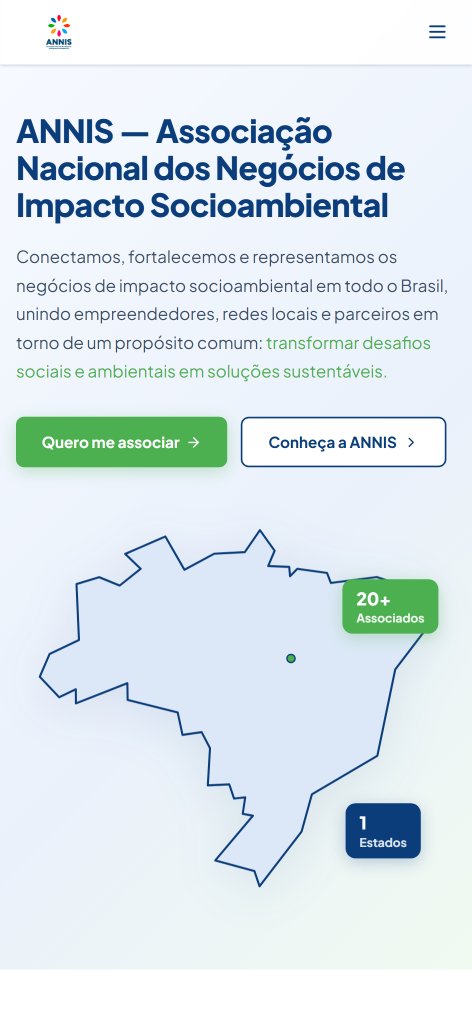 ANNIS
ANNIS — Associação
Nacional dos Negócios de
Impacto Socioambiental
Conectamos, fortalecemos e representamos os
negócios de impacto socioambiental em todo o Brasil,
unindo empreendedores, redes locais e parceiros em
torno de um propósito comum: transformar desafios
sociais e ambientais em soluções sustentáveis.
Quero me associar
Conheça a ANNIS
20+
Associados
1
Estados